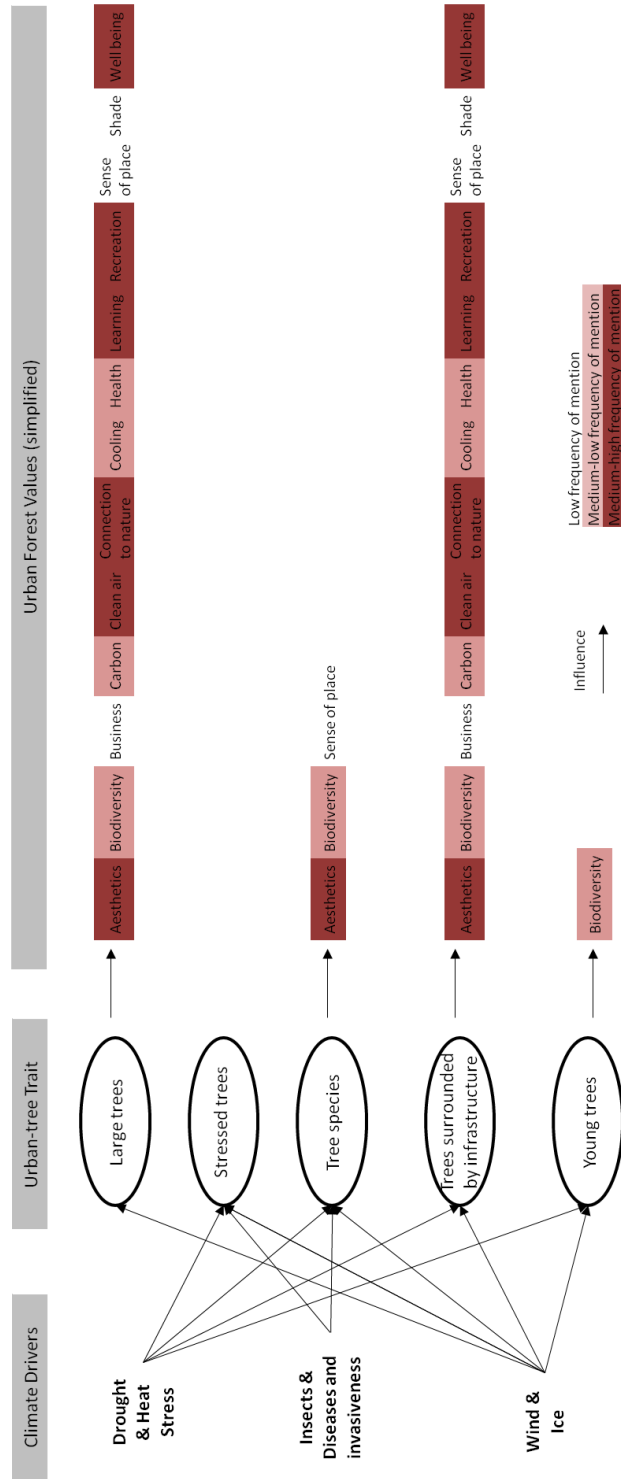 Climate Drivers
Urban-tree Trait
Urban Forest Values (simplified)
Drought
& Heat
Stress
Insects &
Diseases and
invasiveness
Wind &
Ice
Large trees
Stressed trees
Tree species
Trees surrounded
by infrastructure
Young trees
Aesthetics
Biodiversity
Business
Carbon
Clean air
Connection
to nature
Cooling
Health
Learning
Recreation
Sense
of place
Shade
Well being
Aesthetics
Biodiversity
Sense of place
Aesthetics
Biodiversity
Business
Carbon
Clean air
Connection
to nature
Cooling
Health
Learning
Recreation
Sense
of place
Shade
Well being
Biodiversity
Influence
Low frequency of mention
Medium-low frequency of mention
Medium-high frequency of mention